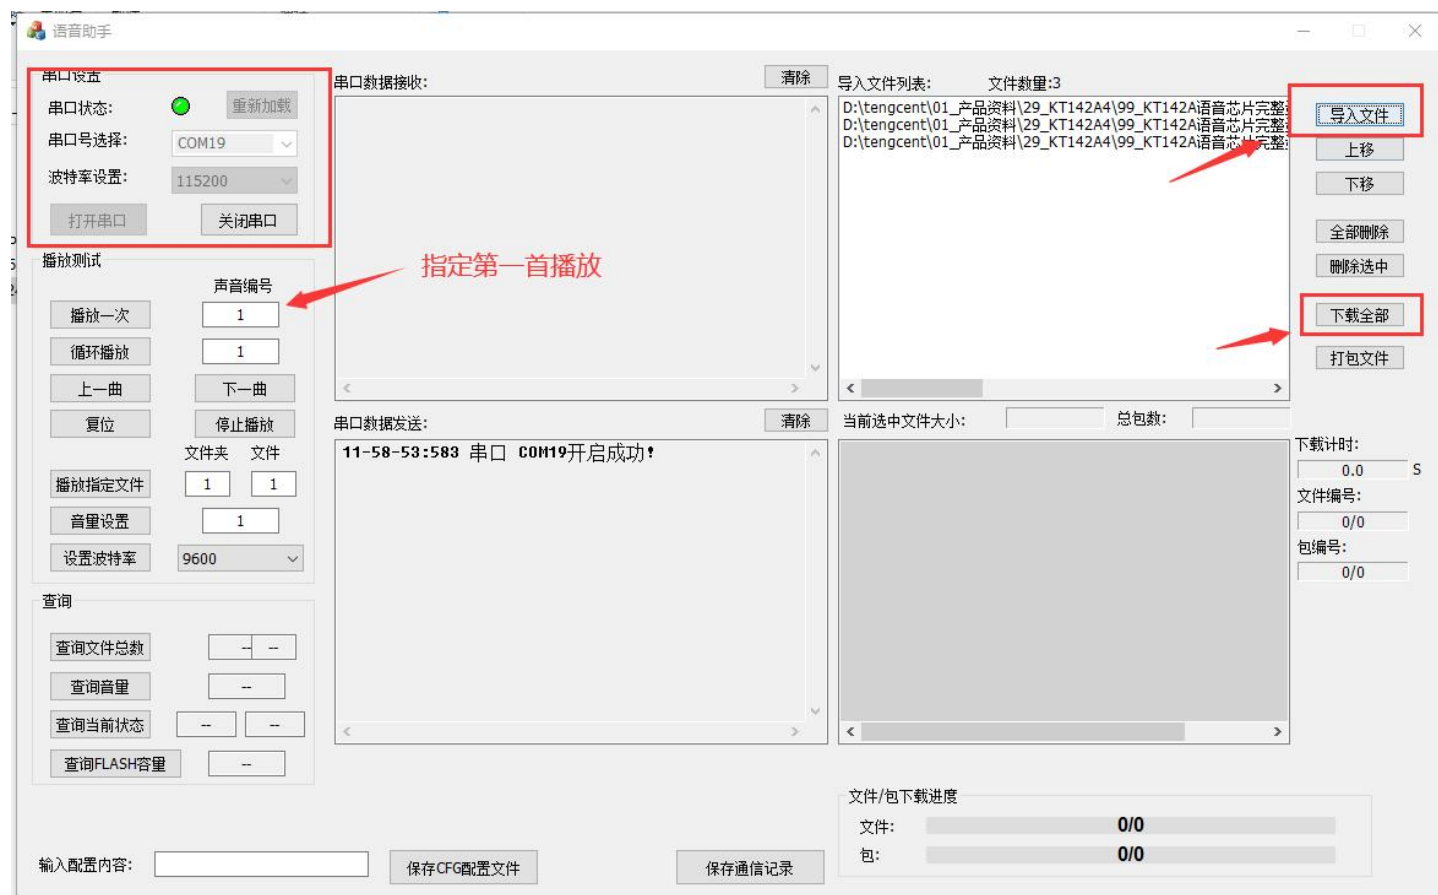 语音助手
串口设置
串口状态:
重新加载
串口号选择:
COM19
波特率设置:
115200
打开串口
关闭串口
播放测试
声音编号
播放一次
1
循环播放
1
上一曲
下一曲
复位
停止播放
文件夹 文件
播放指定文件
1
1
音量设置
1
设置波特率
9600
查询
查询文件总数
-- --
查询音量
--
查询当前状态
-- --
查询FLASH容量
--
输入配置内容:
保存CFG配置文件
保存通信记录
串口数据接收:
清除
指定第一首播放
串口数据发送:
清除
11-58-53:583 串口 COM19开启成功!
导入文件列表: 文件数量:3
D:\tengcent\01_产品资料\29_KT142A4\99_KT142A语音芯片完整
D:\tengcent\01_产品资料\29_KT142A4\99_KT142A语音芯片完整
D:\tengcent\01_产品资料\29_KT142A4\99_KT142A语音芯片完整
导入文件
上移
下移
全部删除
删除选中
下载全部
打包文件
当前选中文件大小:
总包数:
下载计时:
0.0 S
文件编号:
0/0
包编号:
0/0
文件/包下载进度
文件: 0/0
包: 0/0